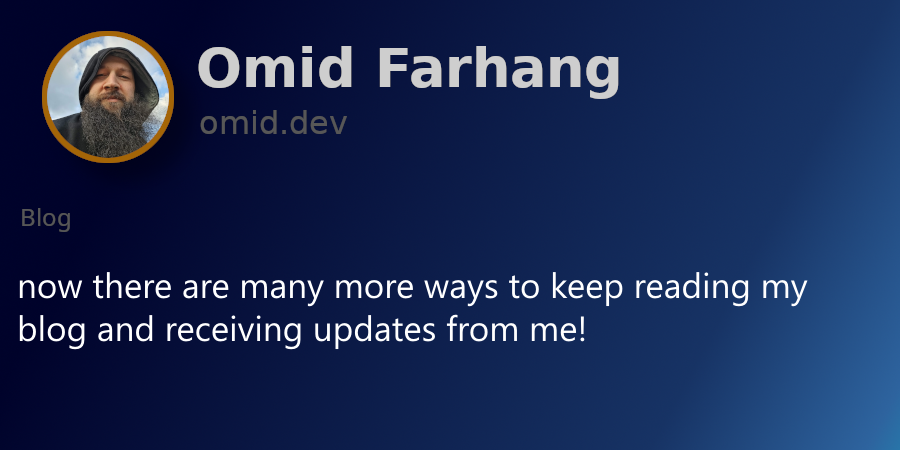 Omid Farhang
omid.dev
Blog
now there are many more ways to keep reading my
blog and receiving updates from me!